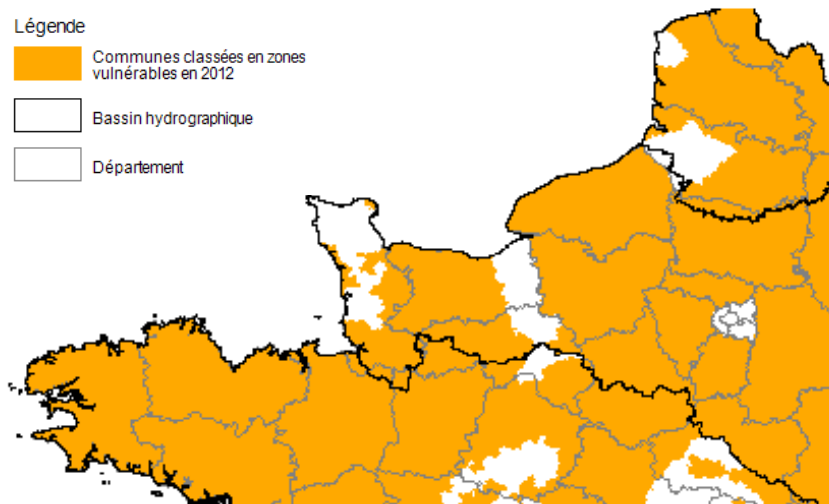 Légende
Communes classées en zones
vulnérables en 2012
Bassin hydrographique
Département